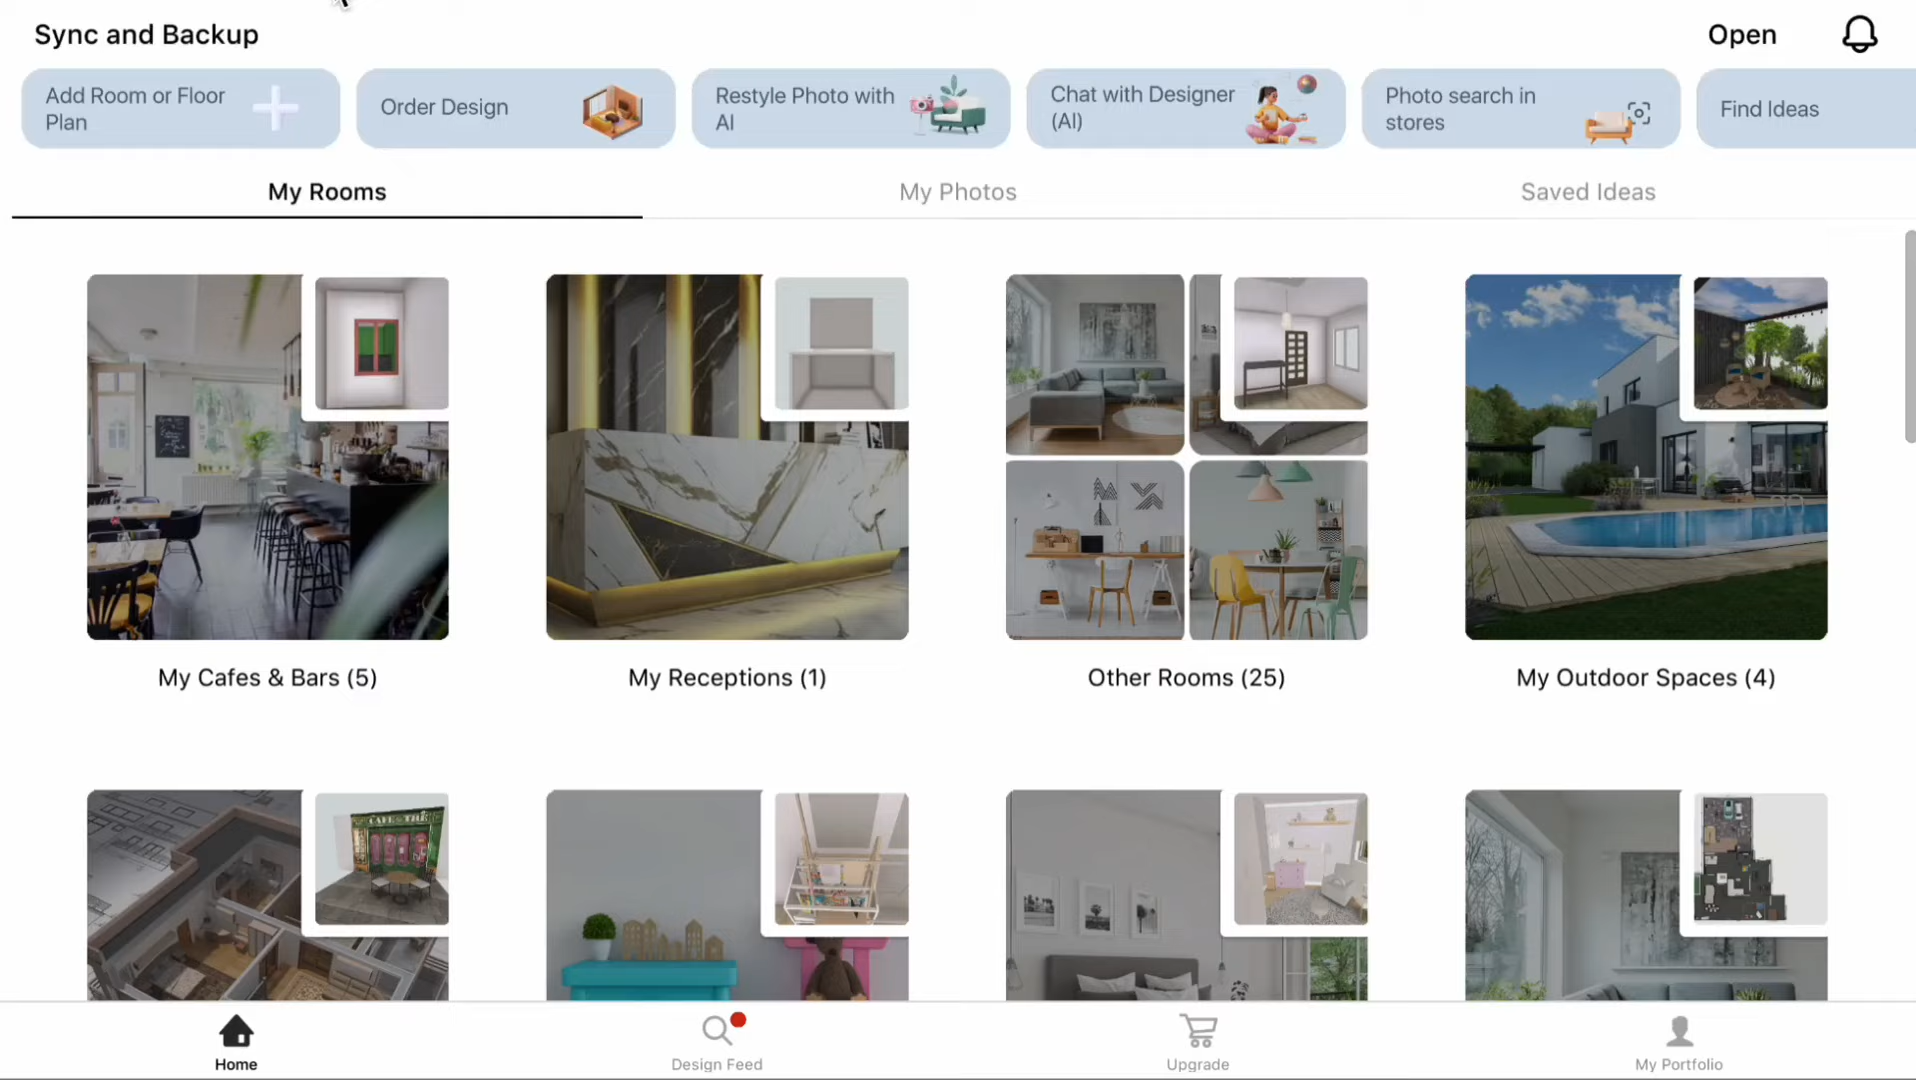 Sync and Backup
Open
Add Room or Floor
Plan
Order Design
Restyle Photo with
AI
Chat with Designer
(AI)
Photo search in
stores
Find Ideas
My Rooms
My Photos
Saved Ideas
My Cafes & Bars (5)
My Receptions (1)
Other Rooms (25)
My Outdoor Spaces (4)
Home
Design Feed
Upgrade
My Portfolio